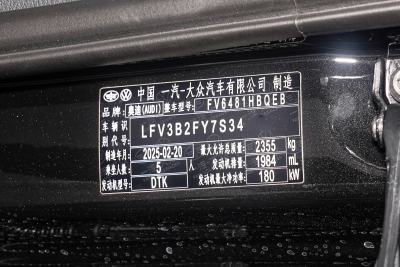 中国 一汽-大众汽车有限公司 制造
品牌: 奥迪(AUDI) 整车型号: FV6481HBQEB
车辆识别代号: LFV3B2FY7S34
制造年月 2025-02-20 最大允许总质量 2355 kg
乘坐人数 5 人 发动机排量 1984 mL
发动机型号 DTK 发动机最大净功率 180 kW